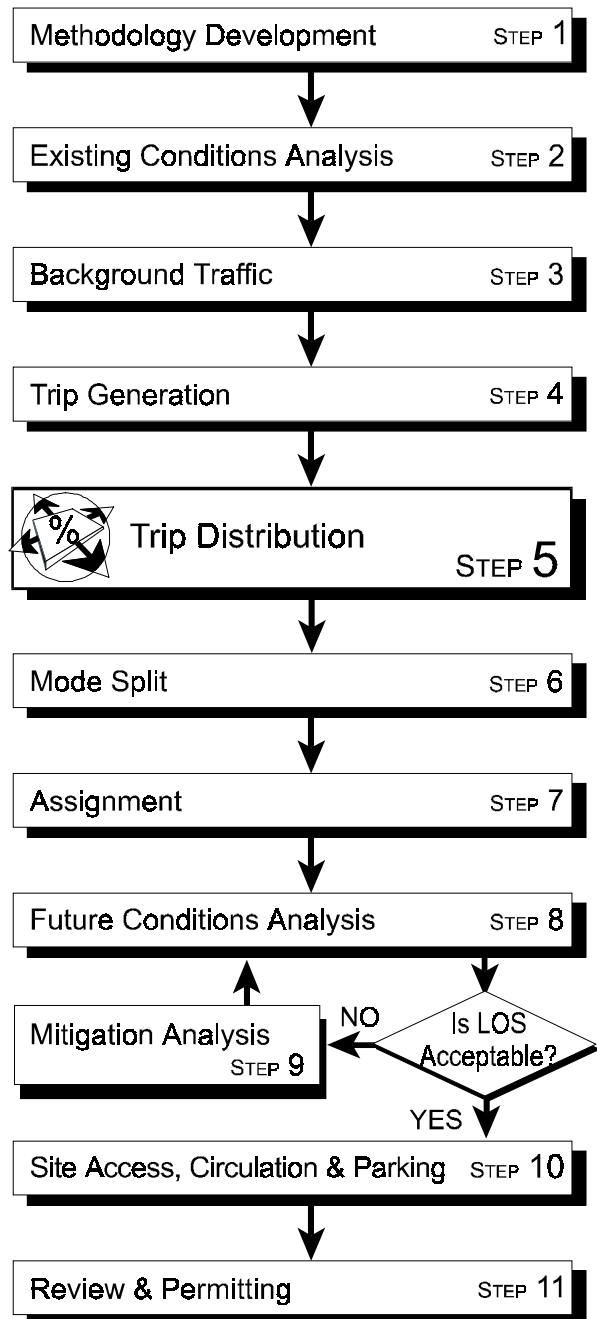 Methodology Development STEP 1
Existing Conditions Analysis STEP 2
Background Traffic STEP 3
Trip Generation STEP 4
% Trip Distribution STEP 5
Mode Split STEP 6
Assignment STEP 7
Future Conditions Analysis STEP 8
Mitigation Analysis
STEP 9
NO
Is LOS
Acceptable?
YES
Site Access, Circulation & Parking STEP 10
Review & Permitting STEP 11